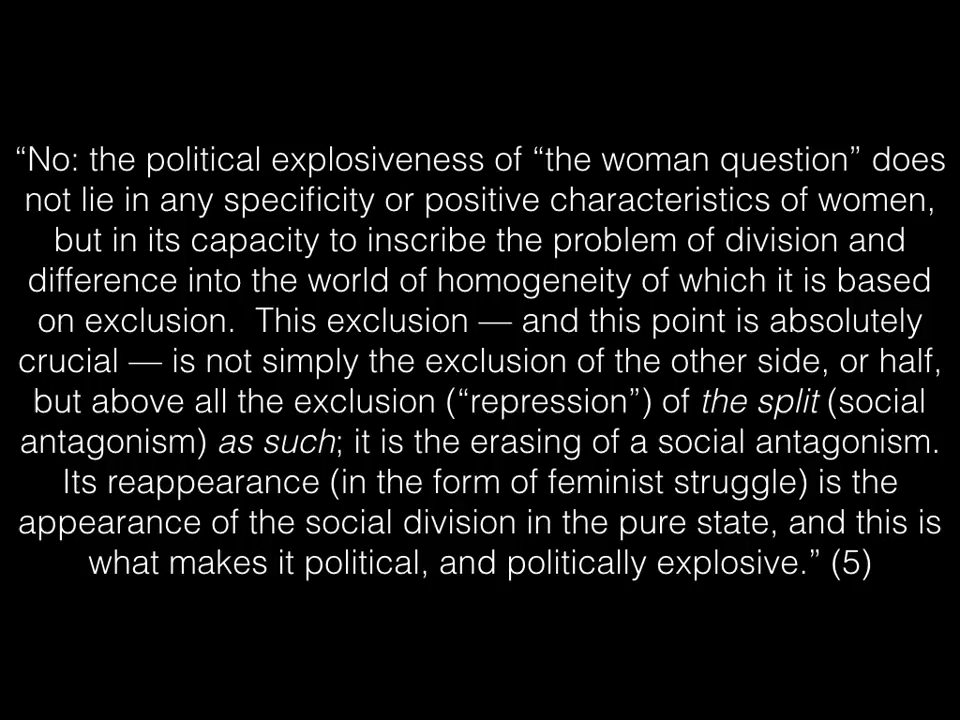 “No: the political explosiveness of “the woman question” does
not lie in any specificity or positive characteristics of women,
but in its capacity to inscribe the problem of division and
difference into the world of homogeneity of which it is based
on exclusion.  This exclusion — and this point is absolutely
crucial — is not simply the exclusion of the other side, or half,
but above all the exclusion (“repression”) of the split (social
antagonism) as such; it is the erasing of a social antagonism.
Its reappearance (in the form of feminist struggle) is the
appearance of the social division in the pure state, and this is
what makes it political, and politically explosive.” (5)